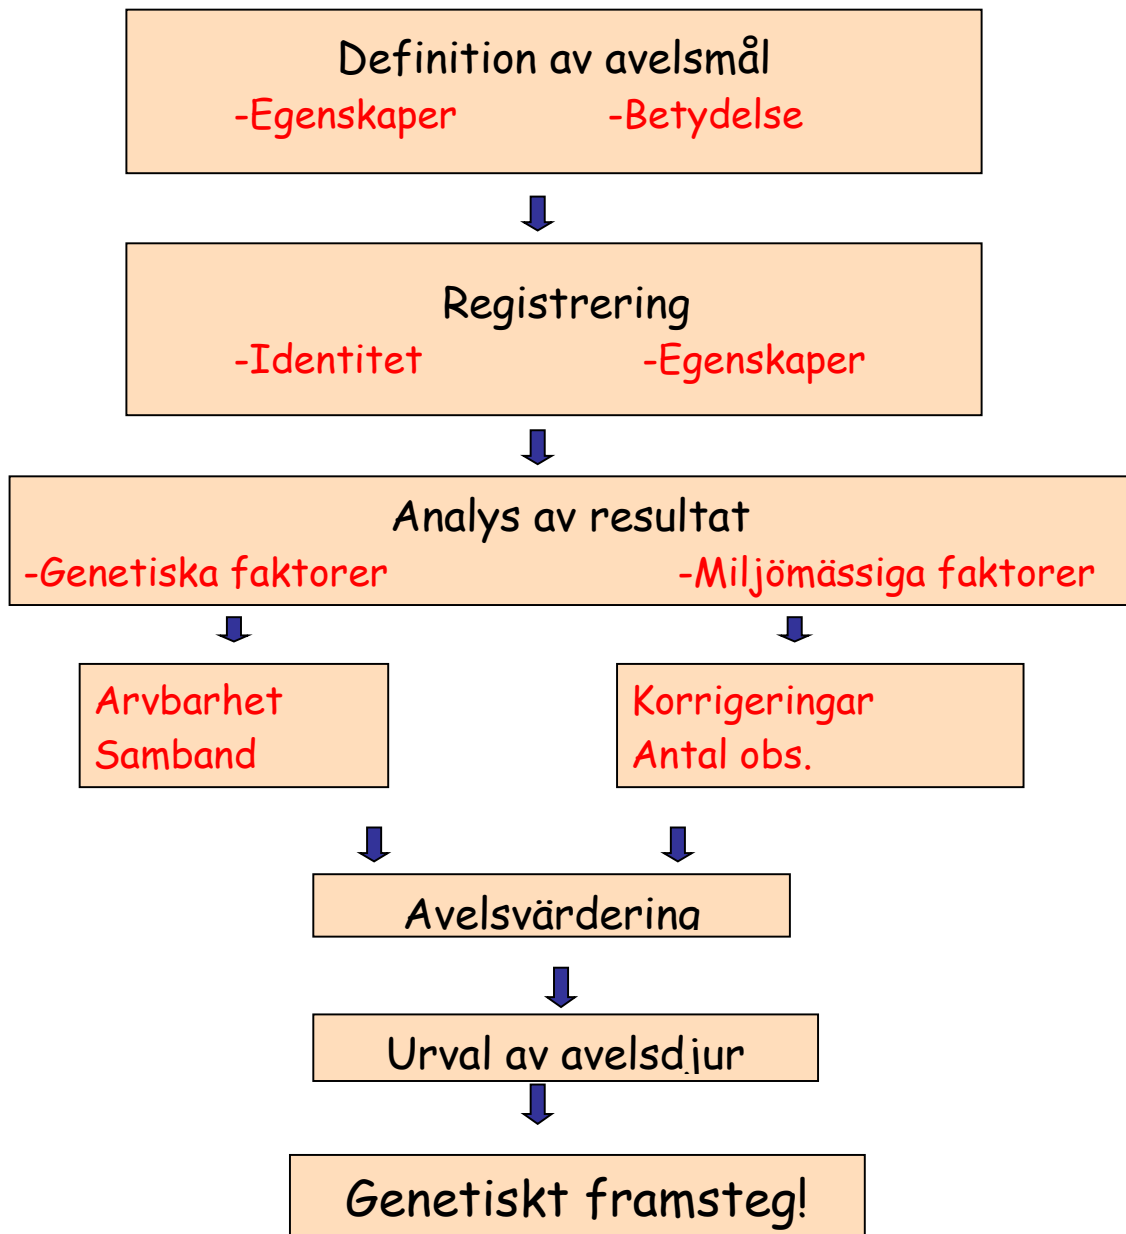 Definition av avelsmål
-Egenskaper -Betydelse
Registrering
-Identitet -Egenskaper
Analys av resultat
-Genetiska faktorer -Miljömässiga faktorer
Arvbarhet
Samband
Korrigeringar
Antal obs.
Avelsvärdering
Urval av avelsdjur
Genetiskt framsteg!